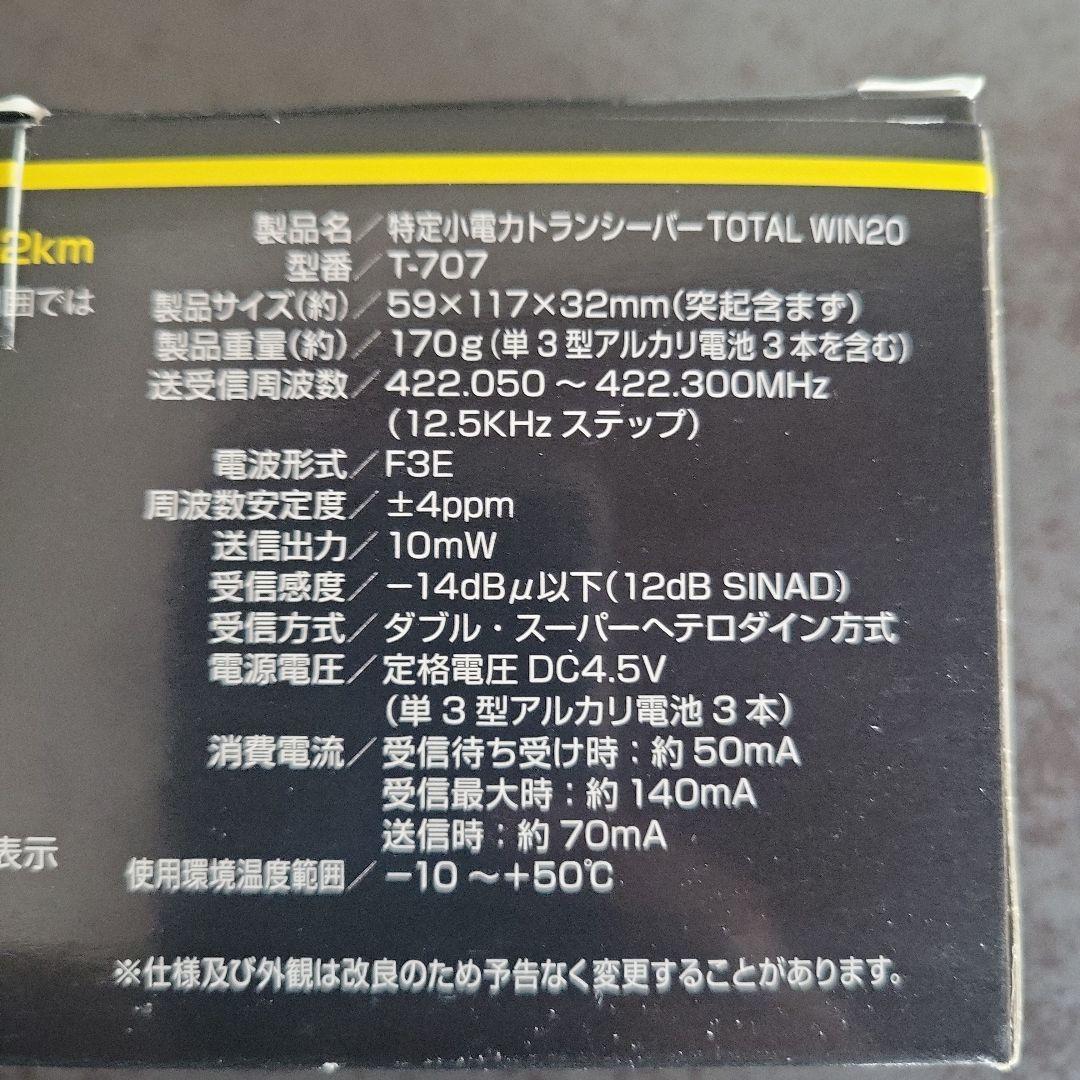 2km
囲では
表示
製品名／特定小電力トランシーバーTOTAL WIN20
型番／T-707
製品サイズ(約)／59×117×32mm(突起含まず)
製品重量(約)／170g(単3型アルカリ電池3本を含む)
送受信周波数／422.050～422.300MHz
(12.5KHzステップ)
電波形式／F3E
周波数安定度／±4ppm
送信出力／10mW
受信感度／−14dBμ以下(12dB SINAD)
受信方式／ダブル・スーパーヘテロダイン方式
電源電圧／定格電圧 DC4.5V
(単3型アルカリ電池3本)
消費電流／受信待ち受け時：約50mA
受信最大時：約140mA
送信時：約70mA
使用環境温度範囲／−10～+50℃
※仕様及び外観は改良のため予告なく変更することがあります。